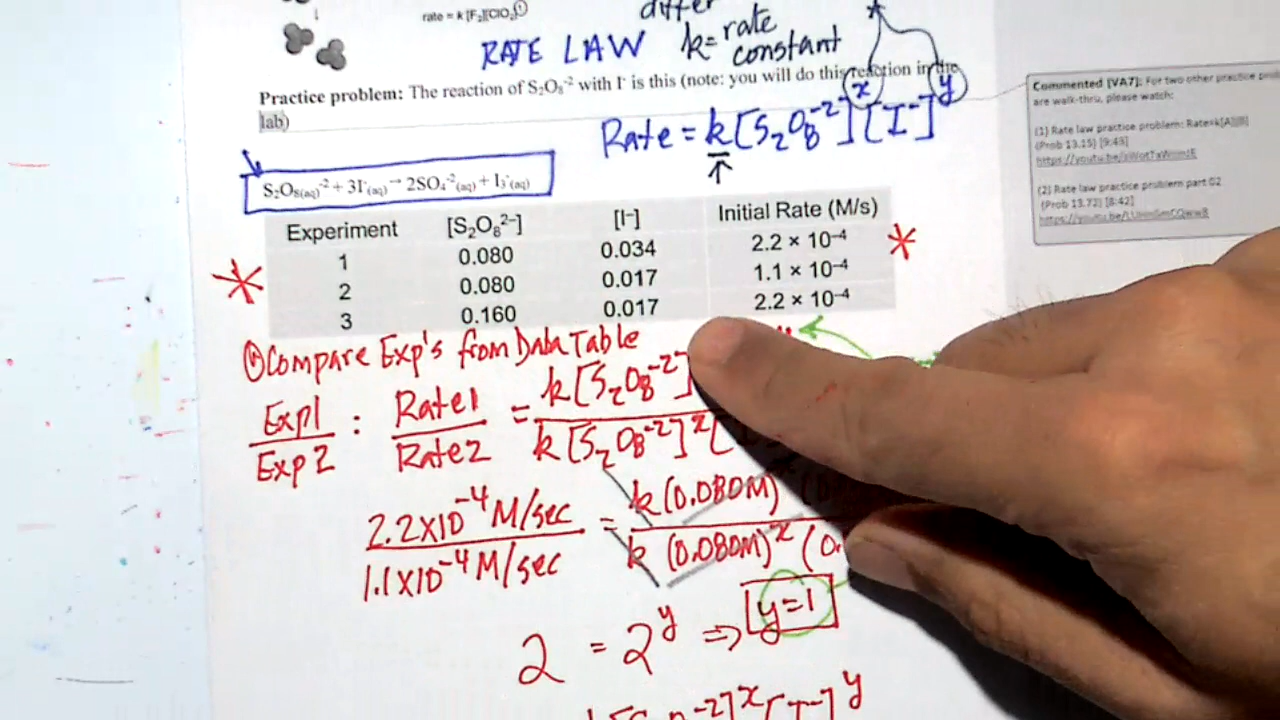 rate = k [F₂][ClO₂]¹
differ
RATE LAW k = rate constant
Practice problem: The reaction of S₂O₈⁻² with I⁻ is this (note: you will do this reaction in the
lab)
x y
Rate = k [S₂O₈⁻²] [I⁻]
S₂O₈(aq)⁻² + 3I⁻(aq) → 2SO₄⁻²(aq) + I₃⁻(aq)
Experiment [S₂O₈²⁻] [I⁻] Initial Rate (M/s)
1 0.080 0.034 2.2 × 10⁻⁴
2 0.080 0.017 1.1 × 10⁻⁴
3 0.160 0.017 2.2 × 10⁻⁴
Compare Exp's from Data Table
Exp1 : Rate1 = k[S₂O₈⁻²]
Exp2 Rate2 k[S₂O₈⁻²]ˣ[
2.2x10⁻⁴ M/sec = k(0.080M)ˣ
1.1x10⁻⁴ M/sec k (0.080M)ˣ (0.
2 = 2ʸ ⇒ y=1
Commented [VA7]: For two other practice
are walk-thru, please watch:
(1) Rate law practice problem: Rate=k[A][B]
(Prob 13.15) [9:43]
(2) Rate law practice problem part 02
(Prob 13.72) [8:42]